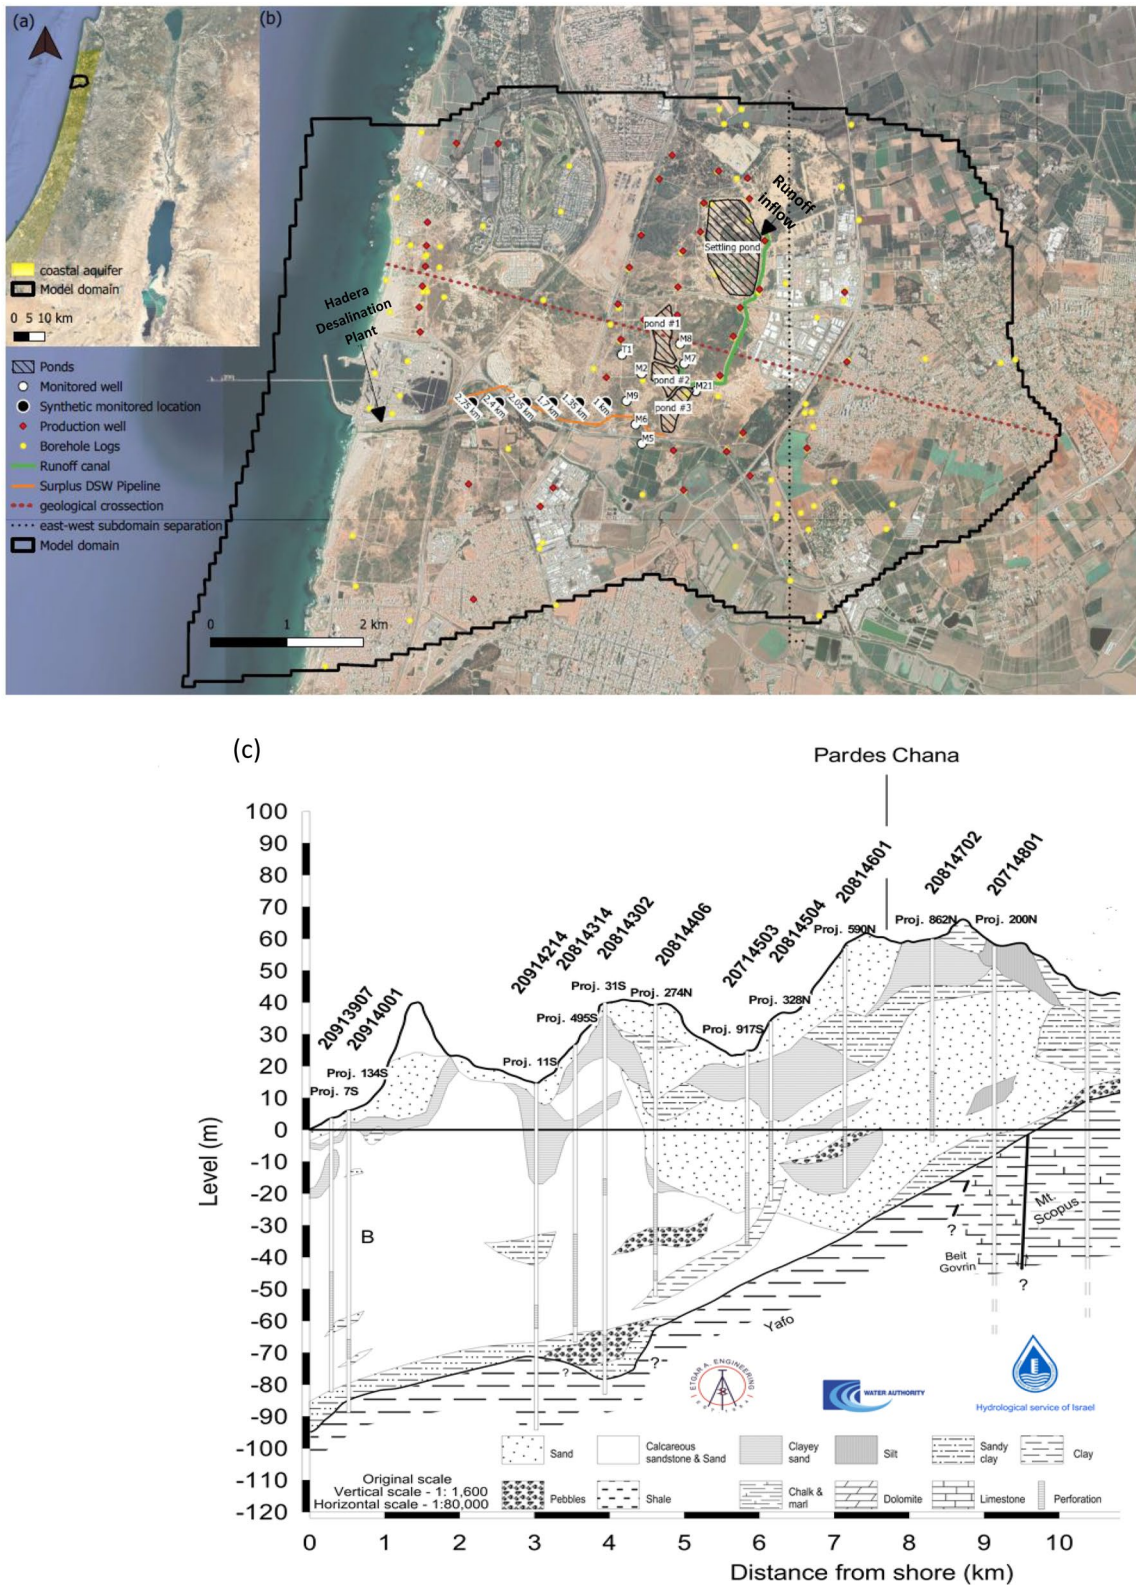 (a)
coastal aquifer
Model domain
0 5 10 km
Ponds
Monitored well
Synthetic monitored location
Production well
Borehole Logs
Runoff canal
Surplus DSW Pipeline
geological crossection
east-west subdomain separation
Model domain
(b)
Runoff
inflow
Settling pond
Hadera
Desalination
Plant
pond #1
T1
M8
M7
M2
pond #2
M21
M9
pond #3
2.75 km
2.4 km
2.05 km
1.7 km
1.35 km
1 km
M6
M5
0 1 2 km
(c)
Pardes Chana
Level (m)
100
90
80
70
60
50
40
30
20
10
0
-10
-20
-30
-40
-50
-60
-70
-80
-90
-100
-110
-120
20913907
20914001
20914214
20814314
20814302
20814406
20714503
20814504
20814601
20814702
20714801
Proj. 7S
Proj. 134S
Proj. 11S
Proj. 495S
Proj. 31S
Proj. 274N
Proj. 917S
Proj. 328N
Proj. 590N
Proj. 862N
Proj. 200N
B
Mt.
Scopus
?
Beit
Govrin
?
Yafo
?
?
ETGAR A. ENGINEERING
WATER AUTHORITY
Hydrological service of Israel
Sand
Calcareous
sandstone & Sand
Clayey
sand
Silt
Sandy
clay
Clay
Pebbles
Shale
Chalk &
marl
Dolomite
Limestone
Perforation
Original scale
Vertical scale - 1: 1,600
Horizontal scale - 1:80,000
0 1 2 3 4 5 6 7 8 9 10
Distance from shore (km)